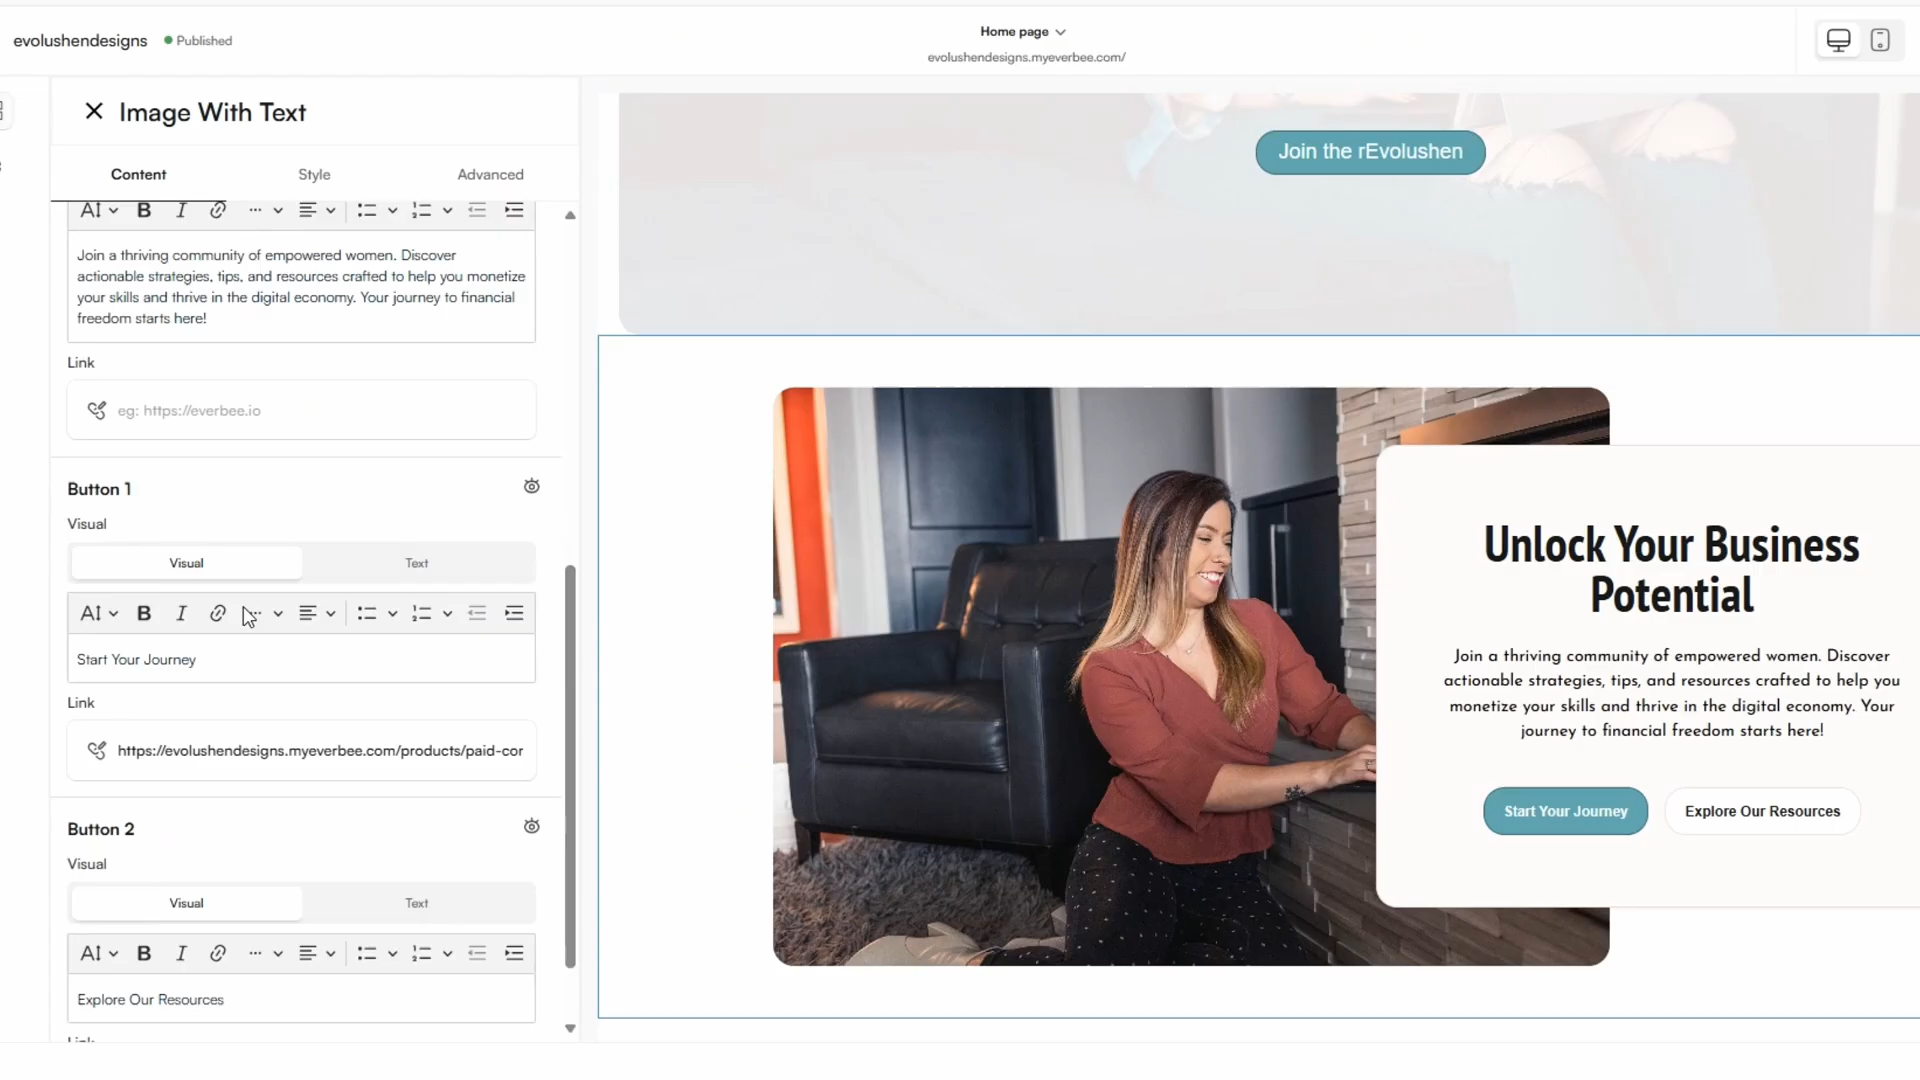 evolushendesigns
Published
Home page
evolushendesigns.myeverbee.com/
Image With Text
Content
Style
Advanced
Join a thriving community of empowered women. Discover
actionable strategies, tips, and resources crafted to help you monetize
your skills and thrive in the digital economy. Your journey to financial
freedom starts here!
Link
eg: https://everbee.io
Button 1
Visual
Visual
Text
Start Your Journey
Link
https://evolushendesigns.myeverbee.com/products/paid-cor
Button 2
Visual
Visual
Text
Explore Our Resources
Join the rEvolushen
Unlock Your Business
Potential
Join a thriving community of empowered women. Discover
actionable strategies, tips, and resources crafted to help you
monetize your skills and thrive in the digital economy. Your
journey to financial freedom starts here!
Start Your Journey
Explore Our Resources